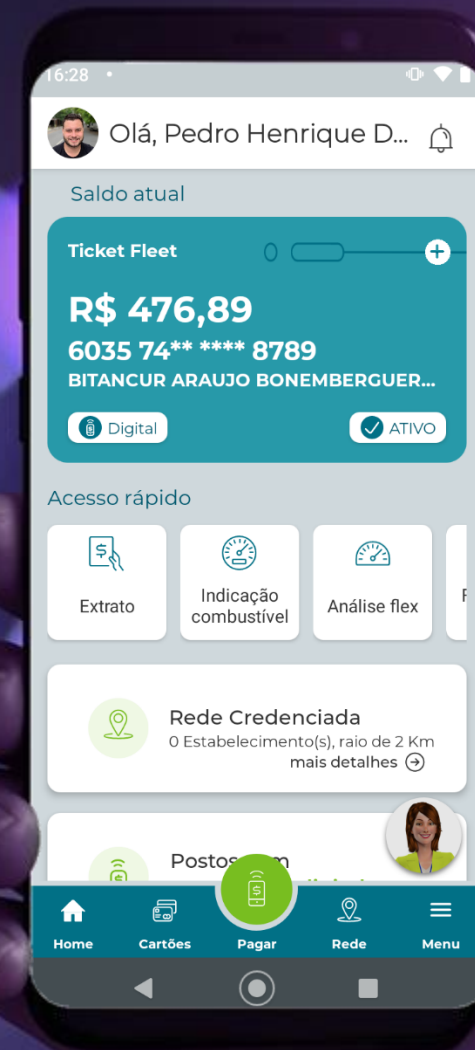 16:28
Olá, Pedro Henrique D...
Saldo atual
Ticket Fleet
R$ 476,89
6035 74** **** 8789
BITANCUR ARAUJO BONEMBERGUER...
Digital
ATIVO
Acesso rápido
Extrato
Indicação
combustível
Análise flex
Rede Credenciada
0 Estabelecimento(s), raio de 2 Km
mais detalhes
Home
Cartões
Pagar
Rede
Menu